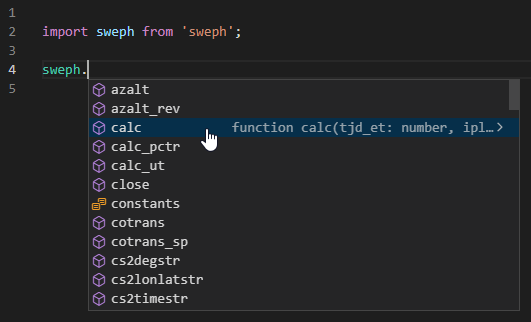 1
2 import sweph from 'sweph';
3
4 sweph.
5
azalt
azalt_rev
calc function calc(tjd_et: number, ipl…
calc_pctr
calc_ut
close
constants
cotrans
cotrans_sp
cs2degstr
cs2lonlatstr
cs2timestr